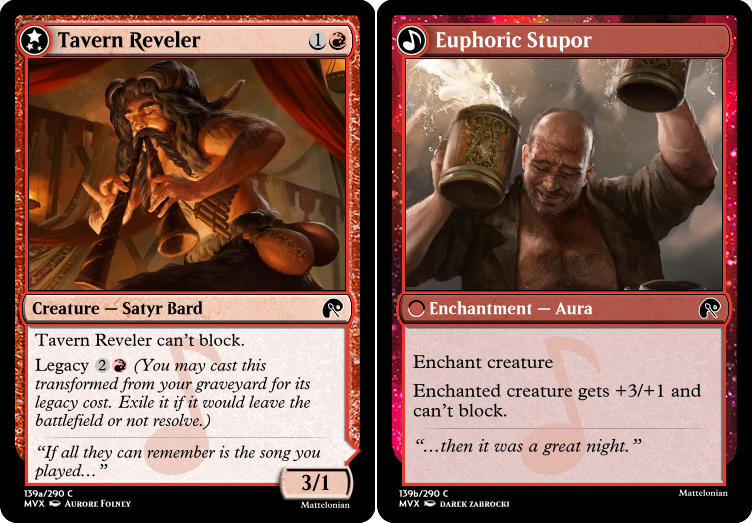 Tavern Reveler 1
Creature — Satyr Bard
Tavern Reveler can't block.
Legacy 2 (You may cast this
transformed from your graveyard for its
legacy cost. Exile it if it would leave the
battlefield or not resolve.)
"If all they can remember is the song you
played…"
3/1
139a/290 C
MVX AURORE FOLNEY
Mattelonian
Euphoric Stupor
Enchantment — Aura
Enchant creature
Enchanted creature gets +3/+1 and
can't block.
"…then it was a great night."
139b/290 C
MVX DAREK ZABROCKI
Mattelonian